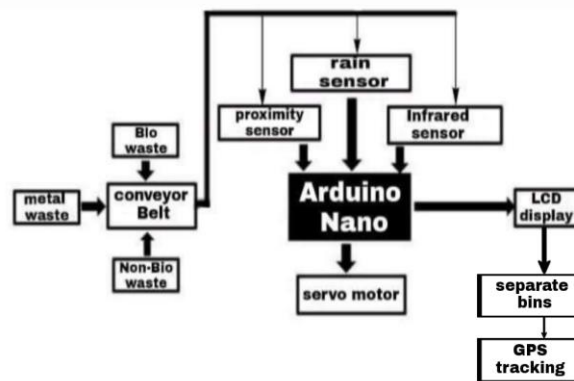 rain
sensor
proximity
sensor
Infrared
sensor
Bio
waste
metal
waste
conveyor
Belt
Non-Bio
waste
Arduino
Nano
LCD
display
servo motor
separate
bins
GPS
tracking